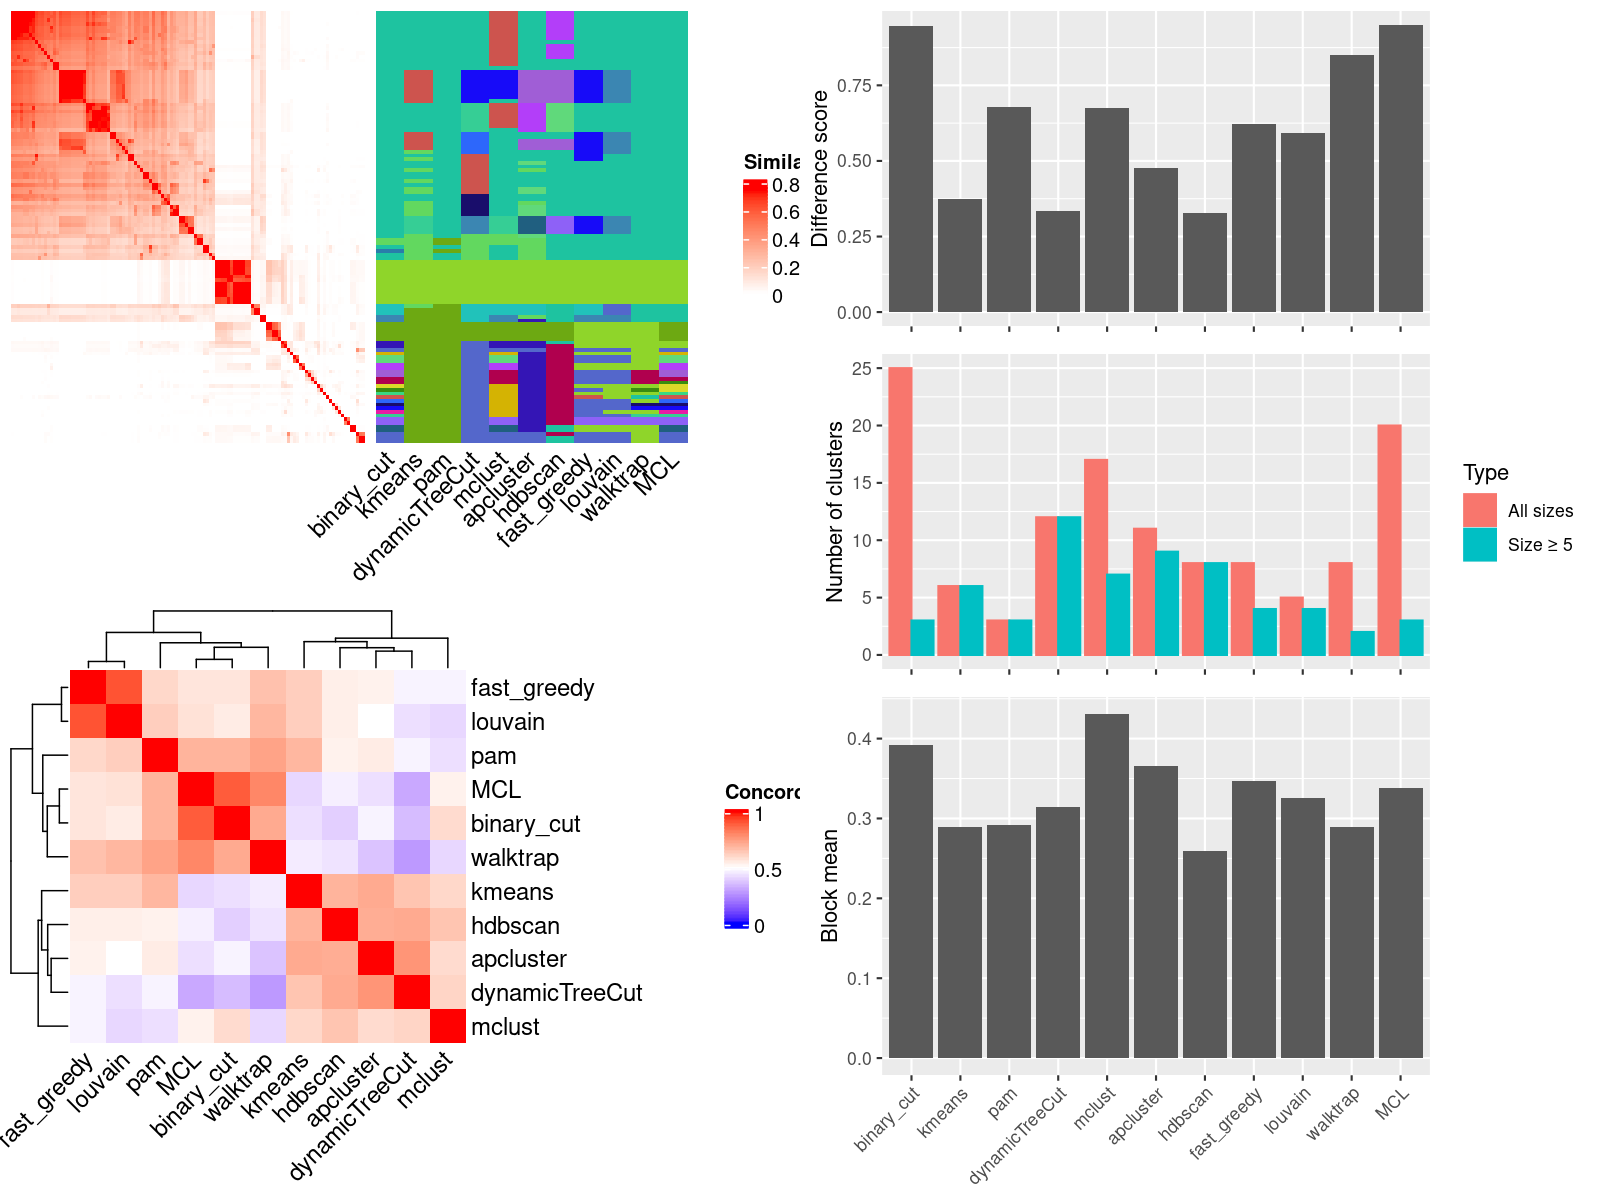 Simila
0.8
0.6
0.4
0.2
0
binary_cut
kmeans
pam
dynamicTreeCut
mclust
apcluster
hdbscan
fast_greedy
louvain
walktrap
MCL
Difference score
0.75
0.50
0.25
0.00
Number of clusters
25
20
15
10
5
0
Type
All sizes
Size ≥ 5
fast_greedy
louvain
pam
MCL
binary_cut
walktrap
kmeans
hdbscan
apcluster
dynamicTreeCut
mclust
fast_greedy
louvain
pam
MCL
binary_cut
walktrap
kmeans
hdbscan
apcluster
dynamicTreeCut
mclust
Concord
1
0.5
0
Block mean
0.4
0.3
0.2
0.1
0.0
binary_cut
kmeans
pam
dynamicTreeCut
mclust
apcluster
hdbscan
fast_greedy
louvain
walktrap
MCL